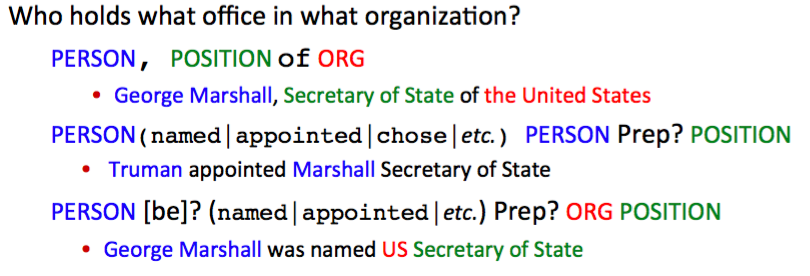 Who holds what office in what organization?
PERSON, POSITION of ORG
• George Marshall, Secretary of State of the United States
PERSON(named|appointed|chose|etc.) PERSON Prep? POSITION
• Truman appointed Marshall Secretary of State
PERSON [be]? (named|appointed|etc.) Prep? ORG POSITION
• George Marshall was named US Secretary of State